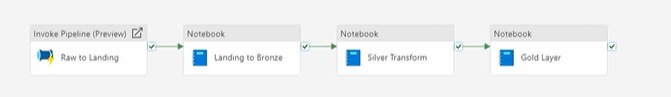 Invoke Pipeline (Preview)
Raw to Landing
Notebook
Landing to Bronze
Notebook
Silver Transform
Notebook
Gold Layer